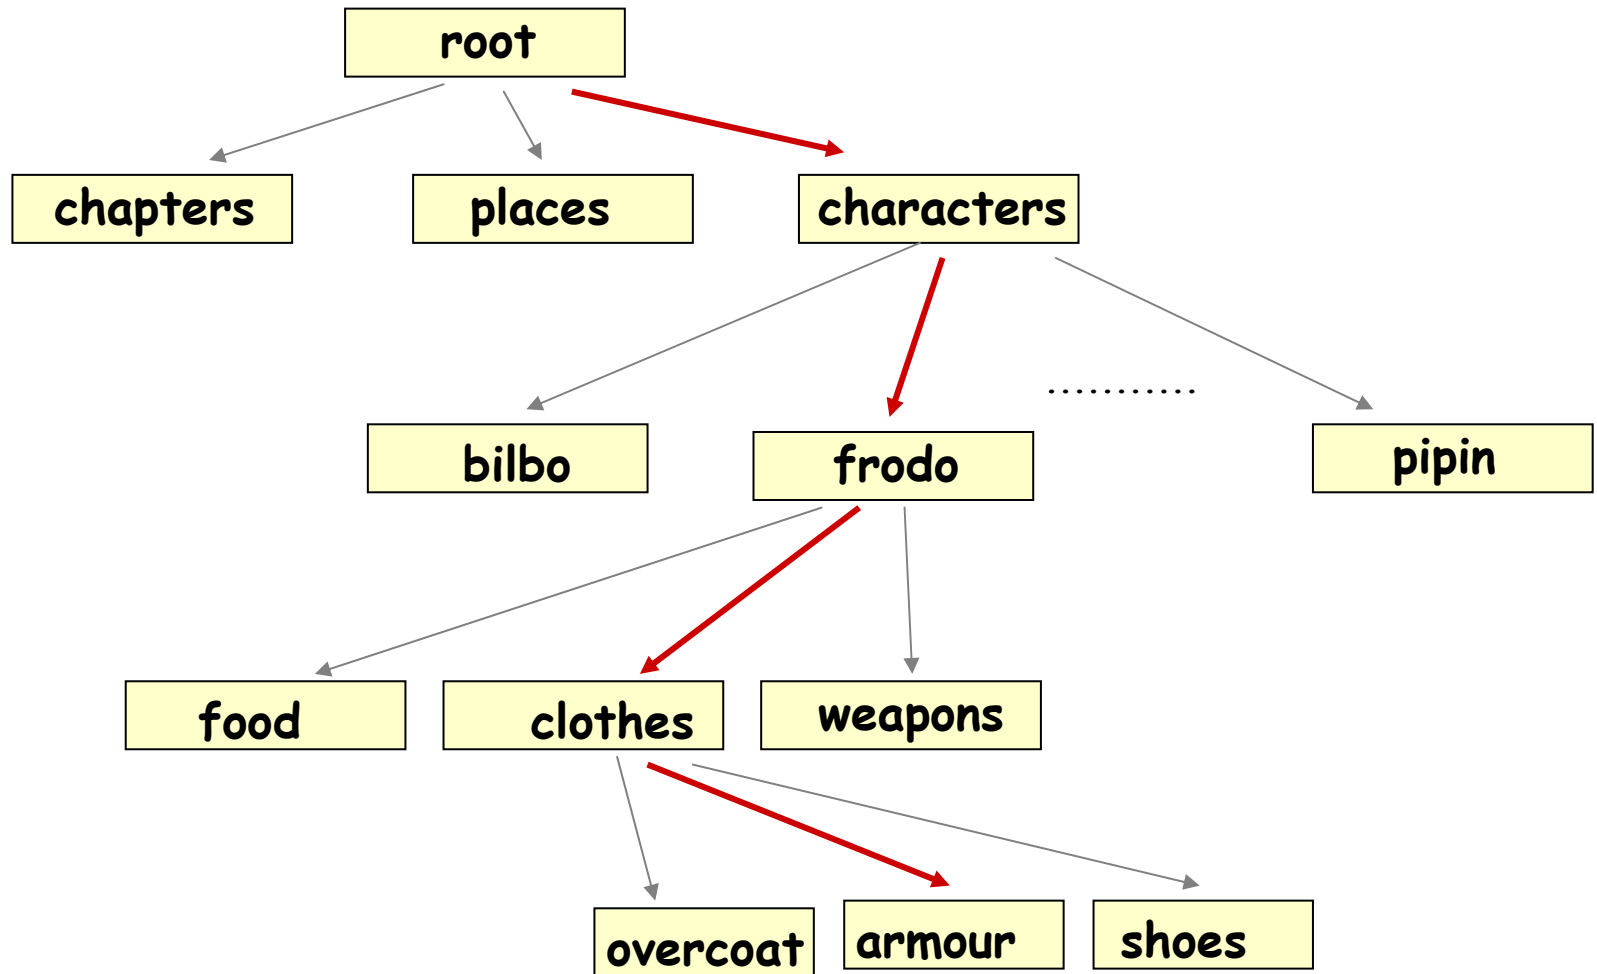 root
chapters
places
characters
..........
bilbo
frodo
pipin
food
clothes
weapons
overcoat
armour
shoes